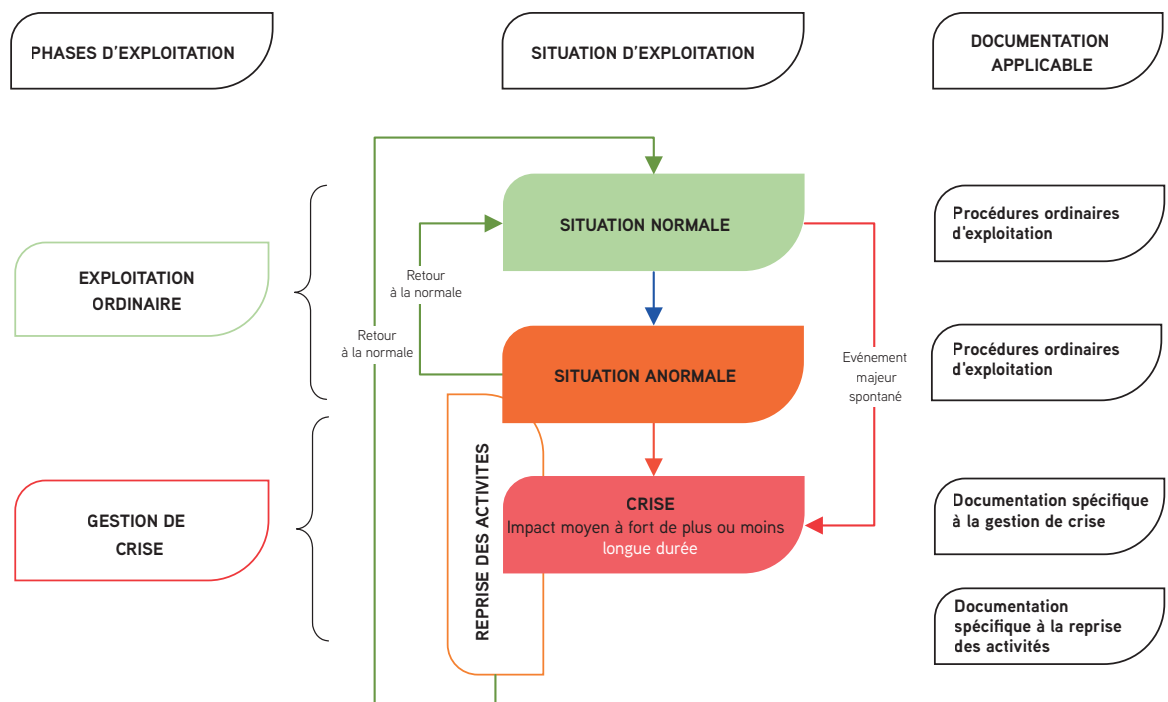 PHASES D'EXPLOITATION
SITUATION D'EXPLOITATION
DOCUMENTATION
APPLICABLE
EXPLOITATION
ORDINAIRE
GESTION DE
CRISE
SITUATION NORMALE
Retour
à la normale
Retour
à la normale
SITUATION ANORMALE
Evénement
majeur
spontané
REPRISE DES ACTIVITES
CRISE
Impact moyen à fort de plus ou moins
longue durée
Procédures ordinaires
d'exploitation
Procédures ordinaires
d'exploitation
Documentation spécifique
à la gestion de crise
Documentation
spécifique à la reprise
des activités